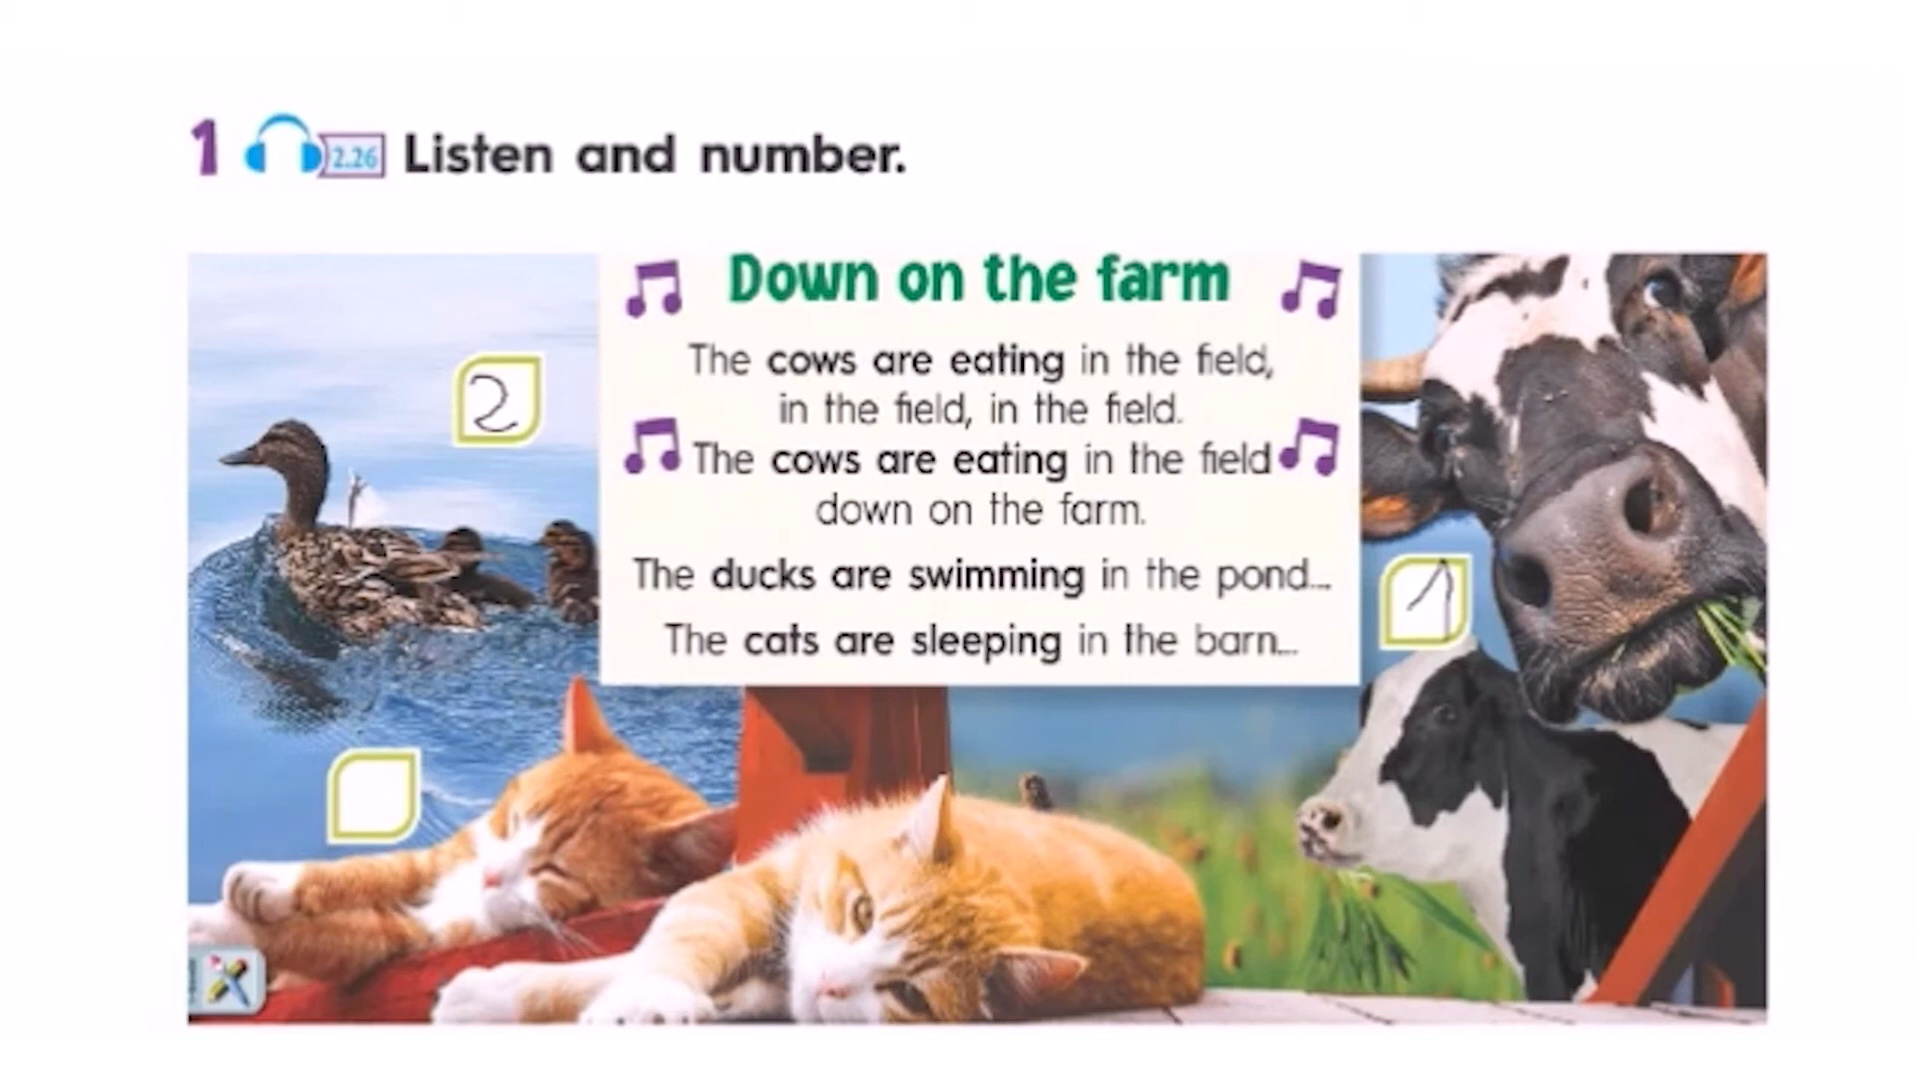 1 2.26 Listen and number.
Down on the farm
The cows are eating in the field,
in the field, in the field.
The cows are eating in the field
down on the farm.
The ducks are swimming in the pond...
The cats are sleeping in the barn...
2
1